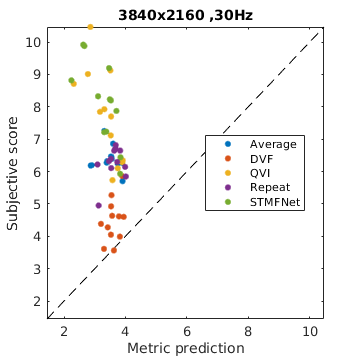 3840x2160 ,30Hz
Subjective score
10
9
8
7
6
5
4
3
2
Average
DVF
QVI
Repeat
STMFNet
2 4 6 8 10
Metric prediction